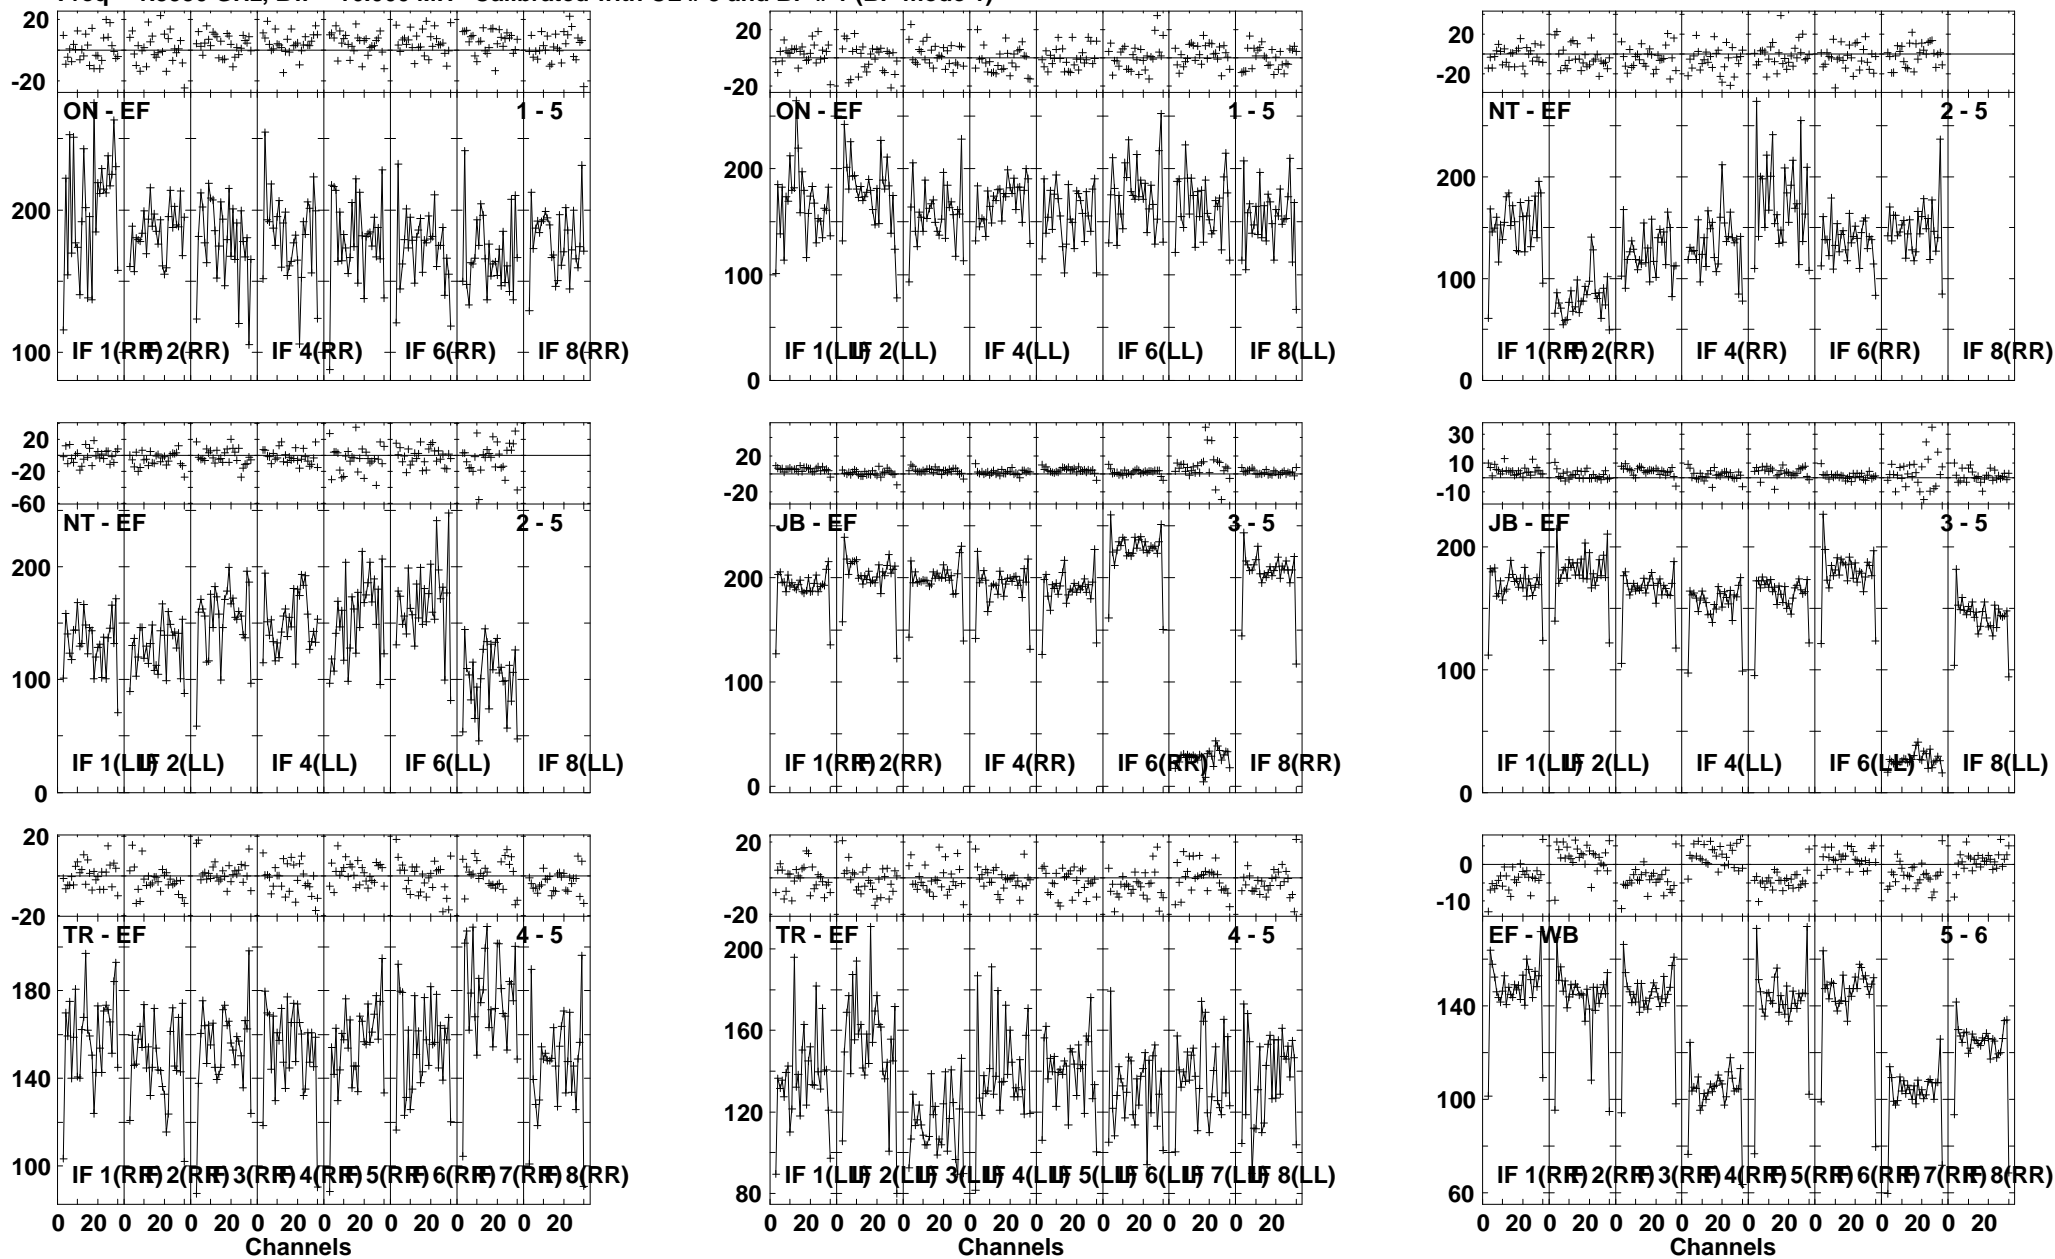 20
-20
ON - EF 1 - 5
200
100
IF 1(RR) IF 2(RR) IF 4(RR) IF 6(RR) IF 8(RR)
20
-20
ON - EF 1 - 5
200
100
0
IF 1(LL) IF 2(LL) IF 4(LL) IF 6(LL) IF 8(LL)
20
-20
NT - EF 2 - 5
200
100
0
IF 1(RR) IF 2(RR) IF 4(RR) IF 6(RR) IF 8(RR)
20
-20
-60
NT - EF 2 - 5
200
100
0
IF 1(LL) IF 2(LL) IF 4(LL) IF 6(LL) IF 8(LL)
20
-20
JB - EF 3 - 5
200
100
0
IF 1(RR) IF 2(RR) IF 4(RR) IF 6(RR) IF 8(RR)
30
10
-10
JB - EF 3 - 5
200
100
0
IF 1(LL) IF 2(LL) IF 4(LL) IF 6(LL) IF 8(LL)
20
0
-20
TR - EF 4 - 5
180
140
100
IF 1(RR) IF 2(RR) IF 3(RR) IF 4(RR) IF 5(RR) IF 6(RR) IF 7(RR) IF 8(RR)
0 20 0 20 0 20 0 20 0 20 0 20 0 20 0 20
Channels
20
-20
TR - EF 4 - 5
200
160
120
80
IF 1(LL) IF 2(LL) IF 3(LL) IF 4(LL) IF 5(LL) IF 6(LL) IF 7(LL) IF 8(LL)
0 20 0 20 0 20 0 20 0 20 0 20 0 20 0 20
Channels
0
-10
EF - WB 5 - 6
140
100
60
IF 1(RR) IF 2(RR) IF 3(RR) IF 4(RR) IF 5(RR) IF 6(RR) IF 7(RR) IF 8(RR)
0 20 0 20 0 20 0 20 0 20 0 20 0 20 0 20
Channels